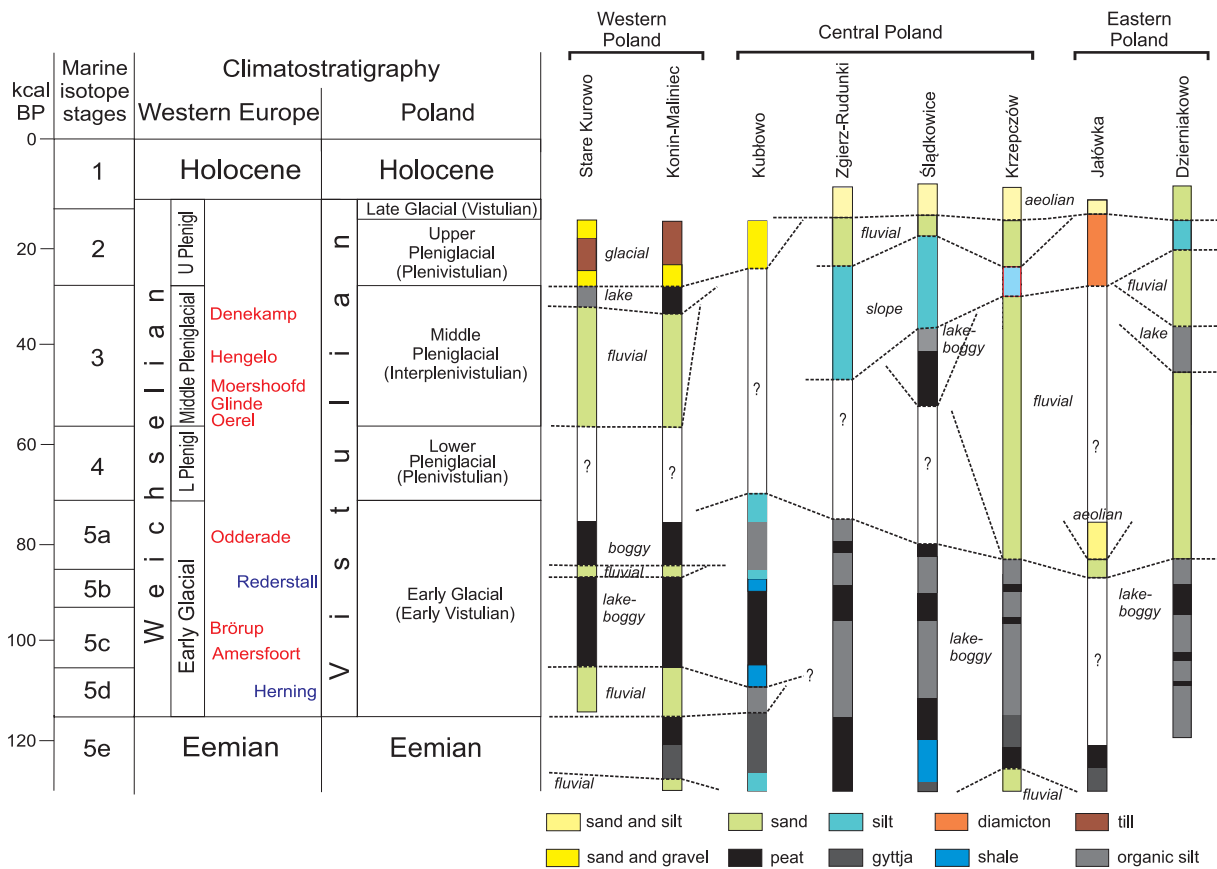 Western
Poland
Central Poland
Eastern
Poland
kcal
BP
Marine
isotope
stages
Climatostratigraphy
Western Europe
Poland
Stare Kurowo
Konin-Maliniec
Kubłowo
Zgierz-Rudunki
Ślądkowice
Krzepczów
Jałówka
Dzierniakowo
0
20
40
60
80
100
120
1
2
3
4
5a
5b
5c
5d
5e
Holocene
Holocene
Weichselian
U Plenigl
Middle Pleniglacial
L Plenigl
Early Glacial
Denekamp
Hengelo
Moershoofd
Glinde
Oerel
Odderade
Rederstall
Brörup
Amersfoort
Herning
Eemian
Vistulian
Late Glacial (Vistulian)
Upper
Pleniglacial
(Plenivistulian)
Middle
Pleniglacial
(Interplenivistulian)
Lower
Pleniglacial
(Plenivistulian)
Early Glacial
(Early Vistulian)
Eemian
glacial
lake
fluvial
?
?
boggy
fluvial
lake-
boggy
fluvial
fluvial
?
?
fluvial
slope
?
lake-
boggy
?
lake-
boggy
aeolian
fluvial
fluvial
?
aeolian
?
fluvial
lake
lake-
boggy
sand and silt
sand
silt
diamicton
till
sand and gravel
peat
gyttja
shale
organic silt